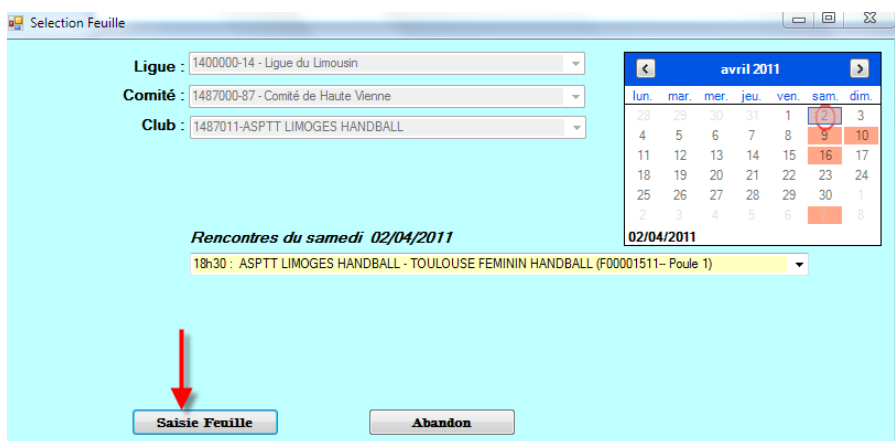 Selection Feuille
Ligue : 1400000-14 - Ligue du Limousin
Comité : 1487000-87 - Comité de Haute Vienne
Club : 1487011-ASPTT LIMOGES HANDBALL
avril 2011
lun. mar. mer. jeu. ven. sam. dim.
28 29 30 31 1 2 3
4 5 6 7 8 9 10
11 12 13 14 15 16 17
18 19 20 21 22 23 24
25 26 27 28 29 30 1
2 3 4 5 6 7 8
02/04/2011
Rencontres du samedi 02/04/2011
18h30 : ASPTT LIMOGES HANDBALL - TOULOUSE FEMININ HANDBALL (F00001511-- Poule 1)
Saisie Feuille
Abandon